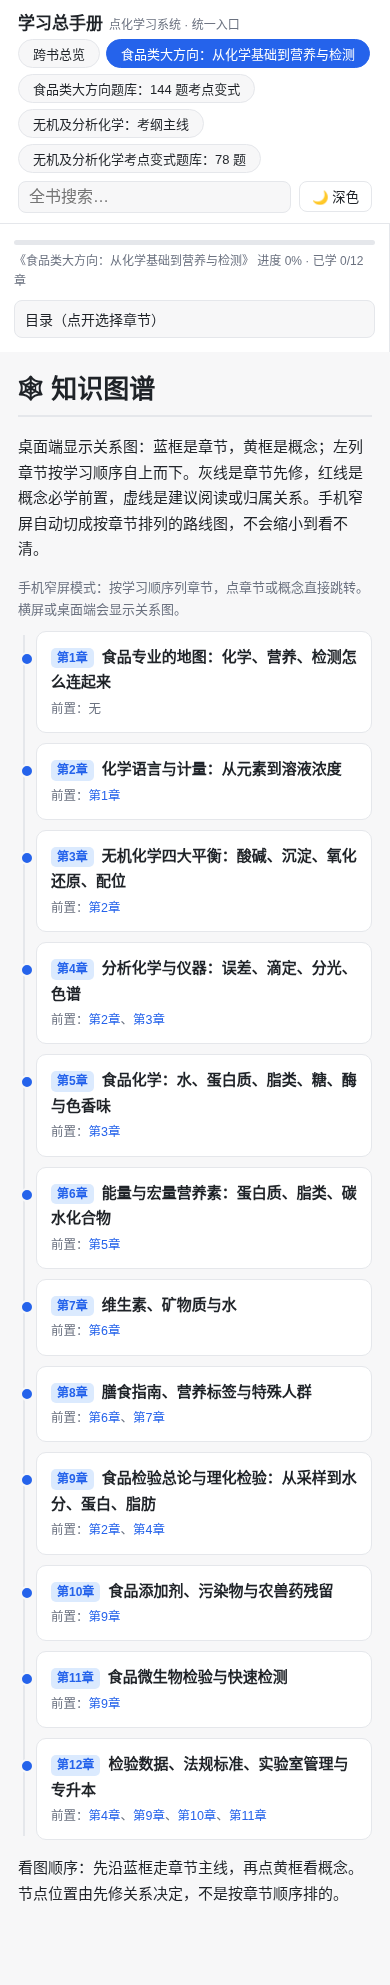 学习总手册 点化学习系统 · 统一入口
跨书总览
食品类大方向：从化学基础到营养与检测
食品类大方向题库：144 题考点变式
无机及分析化学：考纲主线
无机及分析化学考点变式题库：78 题
全书搜索…
🌙 深色
《食品类大方向：从化学基础到营养与检测》 进度 0% · 已学 0/12
章
目录（点开选择章节）
🕸 知识图谱
桌面端显示关系图：蓝框是章节，黄框是概念；左列
章节按学习顺序自上而下。灰线是章节先修，红线是
概念必学前置，虚线是建议阅读或归属关系。手机窄
屏自动切成按章节排列的路线图，不会缩小到看不
清。
手机窄屏模式：按学习顺序列章节，点章节或概念直接跳转。
横屏或桌面端会显示关系图。
第1章 食品专业的地图：化学、营养、检测怎
么连起来
前置：无
第2章 化学语言与计量：从元素到溶液浓度
前置：第1章
第3章 无机化学四大平衡：酸碱、沉淀、氧化
还原、配位
前置：第2章
第4章 分析化学与仪器：误差、滴定、分光、
色谱
前置：第2章、第3章
第5章 食品化学：水、蛋白质、脂类、糖、酶
与色香味
前置：第3章
第6章 能量与宏量营养素：蛋白质、脂类、碳
水化合物
前置：第5章
第7章 维生素、矿物质与水
前置：第6章
第8章 膳食指南、营养标签与特殊人群
前置：第6章、第7章
第9章 食品检验总论与理化检验：从采样到水
分、蛋白、脂肪
前置：第2章、第4章
第10章 食品添加剂、污染物与农兽药残留
前置：第9章
第11章 食品微生物检验与快速检测
前置：第9章
第12章 检验数据、法规标准、实验室管理与
专升本
前置：第4章、第9章、第10章、第11章
看图顺序：先沿蓝框走章节主线，再点黄框看概念。
节点位置由先修关系决定，不是按章节顺序排的。